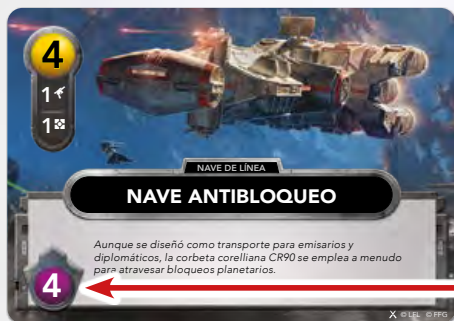 4
1
1
NAVE DE LÍNEA
NAVE ANTIBLOQUEO
Aunque se diseñó como transporte para emisarios y
diplomáticos, la corbeta corelliana CR90 se emplea a menudo
para atravesar bloqueos planetarios.
4
X © LFL © FFG